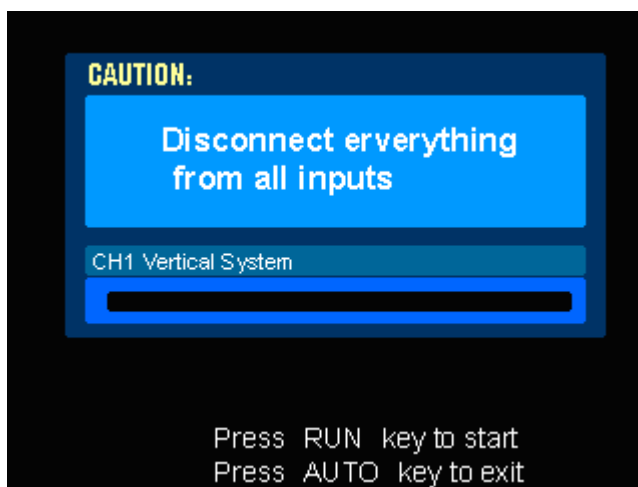 CAUTION:
Disconnect erverything
from all inputs
CH1 Vertical System
Press RUN key to start
Press AUTO key to exit